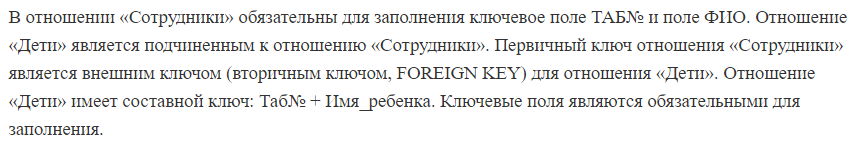 В отношении «Сотрудники» обязательны для заполнения ключевое поле ТАБ№ и поле ФИО. Отношение
«Дети» является подчиненным к отношению «Сотрудники». Первичный ключ отношения «Сотрудники»
является внешним ключом (вторичным ключом, FOREIGN KEY) для отношения «Дети». Отношение
«Дети» имеет составной ключ: Таб№ + Имя_ребенка. Ключевые поля являются обязательными для
заполнения.